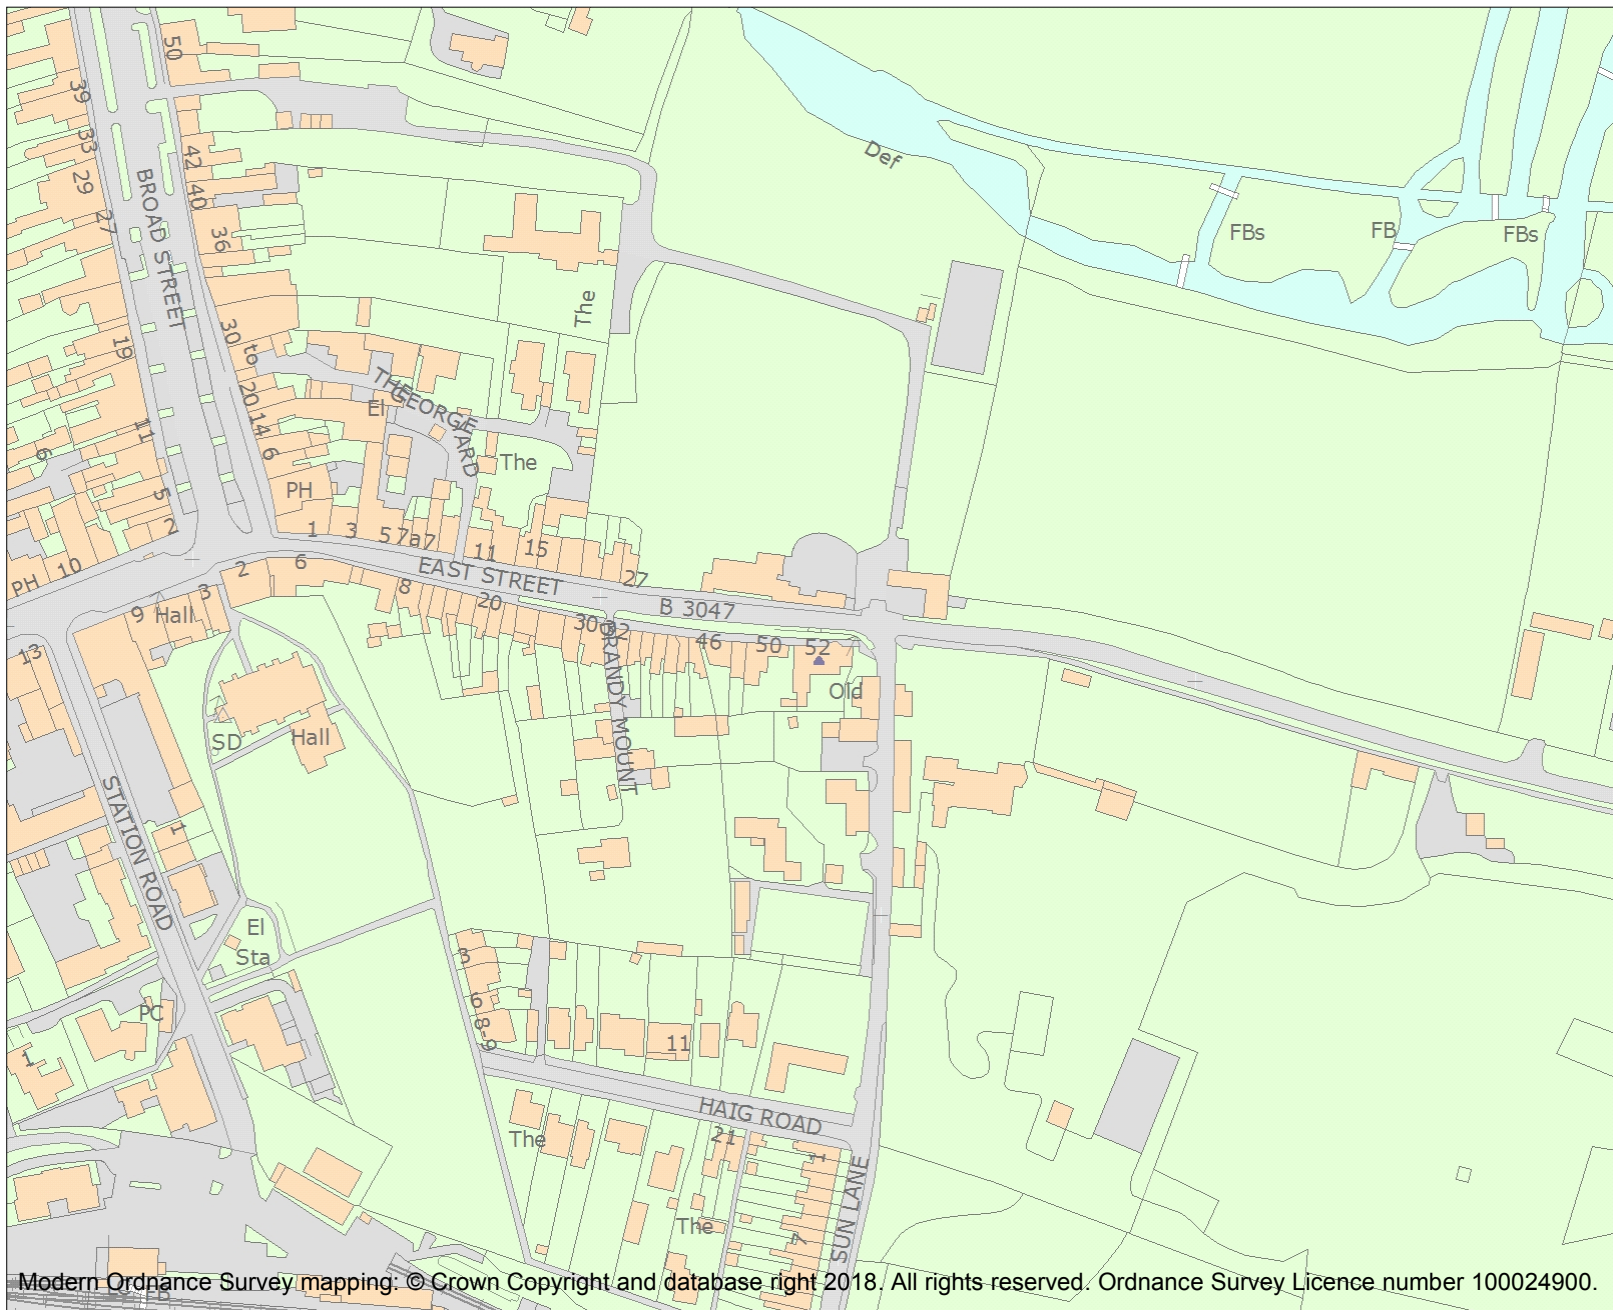 50
39
33
29
27
42
40
36
BROAD STREET
Def
FBs
FB
FBs
The
30
to
20
14
6
19
11
6
5
2
THE GEORGE YARD
El
The
PH
1
3
5
7a
7
11
15
27
PH
10
2
6
8
EAST STREET
20
B 3047
46
50
52
Old
9
Hall
3
13
BRANDY MOUNT
SD
Hall
STATION ROAD
1
El
Sta
PC
1
3
6
8-9
11
HAIG ROAD
21
The
1
SUN LANE
The
7
FB
Modern Ordnance Survey mapping: © Crown Copyright and database right 2018. All rights reserved. Ordnance Survey Licence number 100024900.